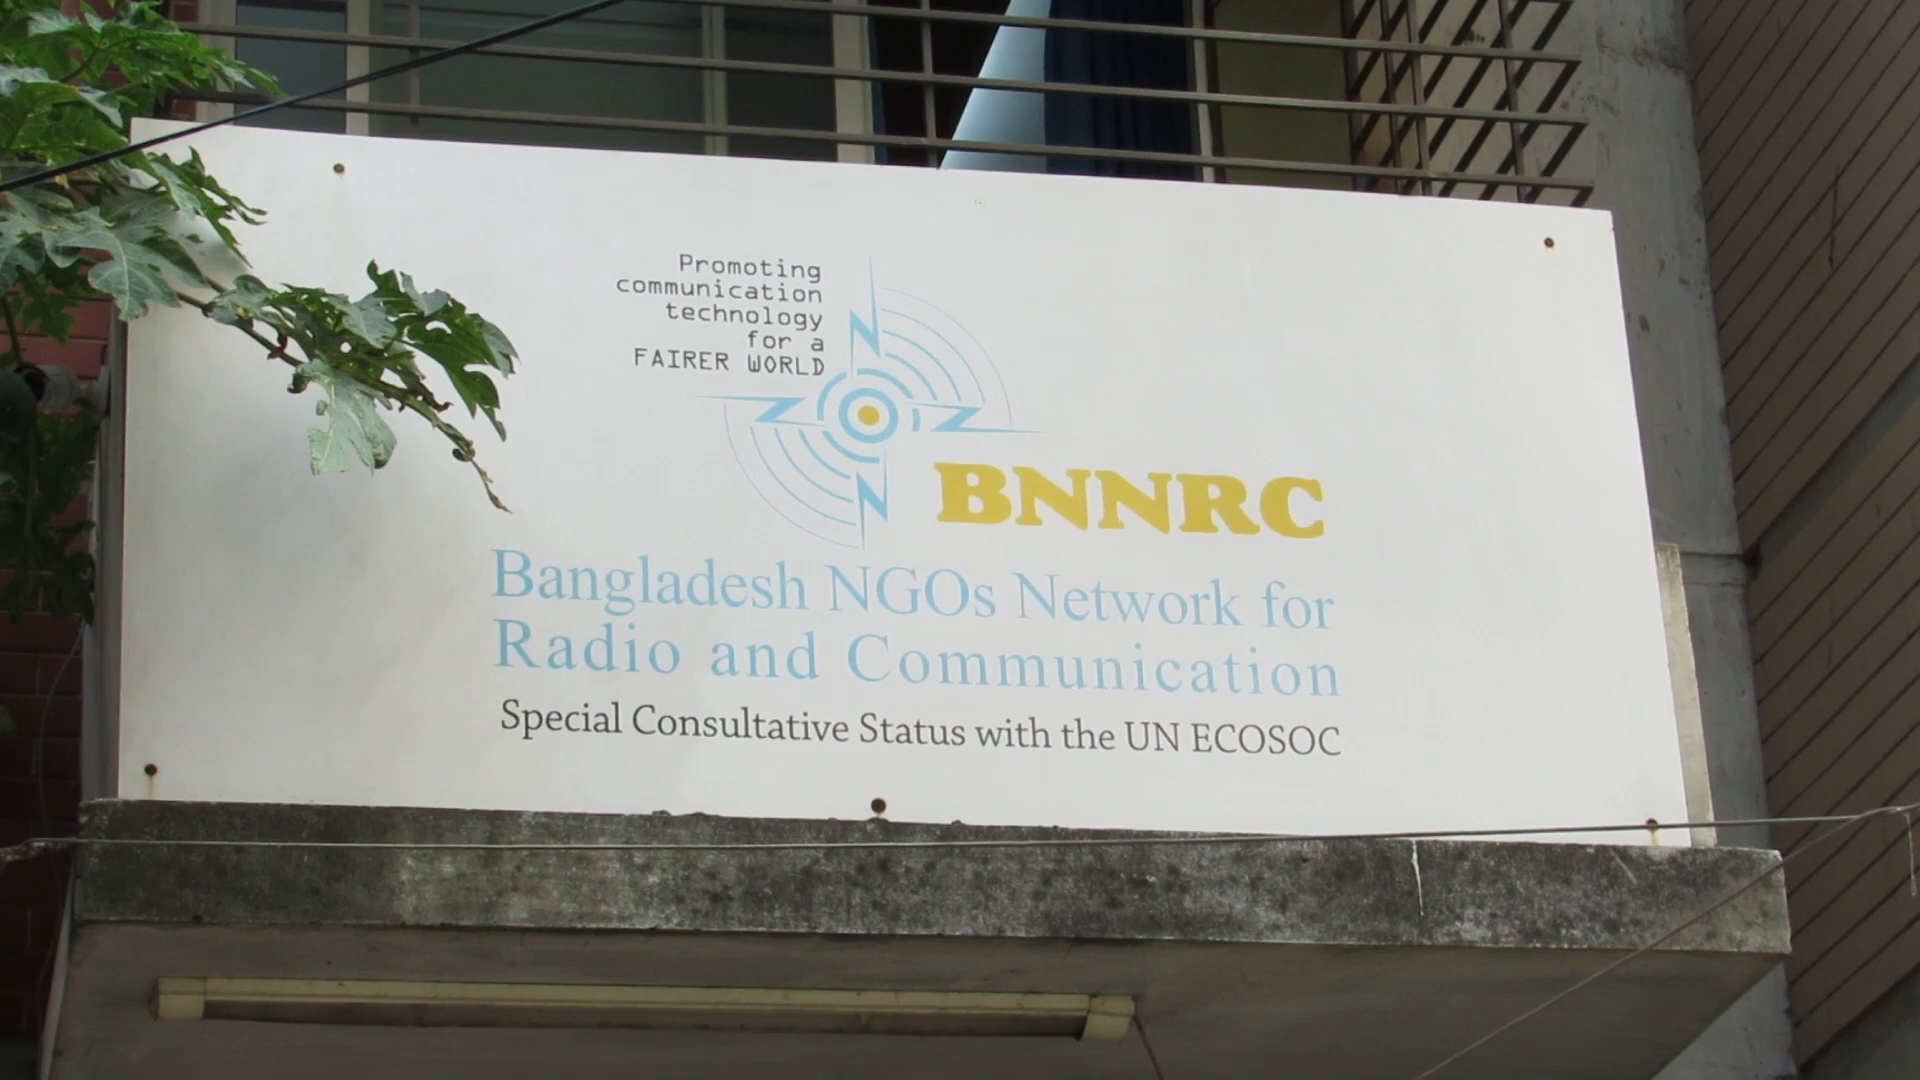 Promoting
communication
technology
for a
FAIRER WORLD
BNNRC
Bangladesh NGOs Network for
Radio and Communication
Special Consultative Status with the UN ECOSOC